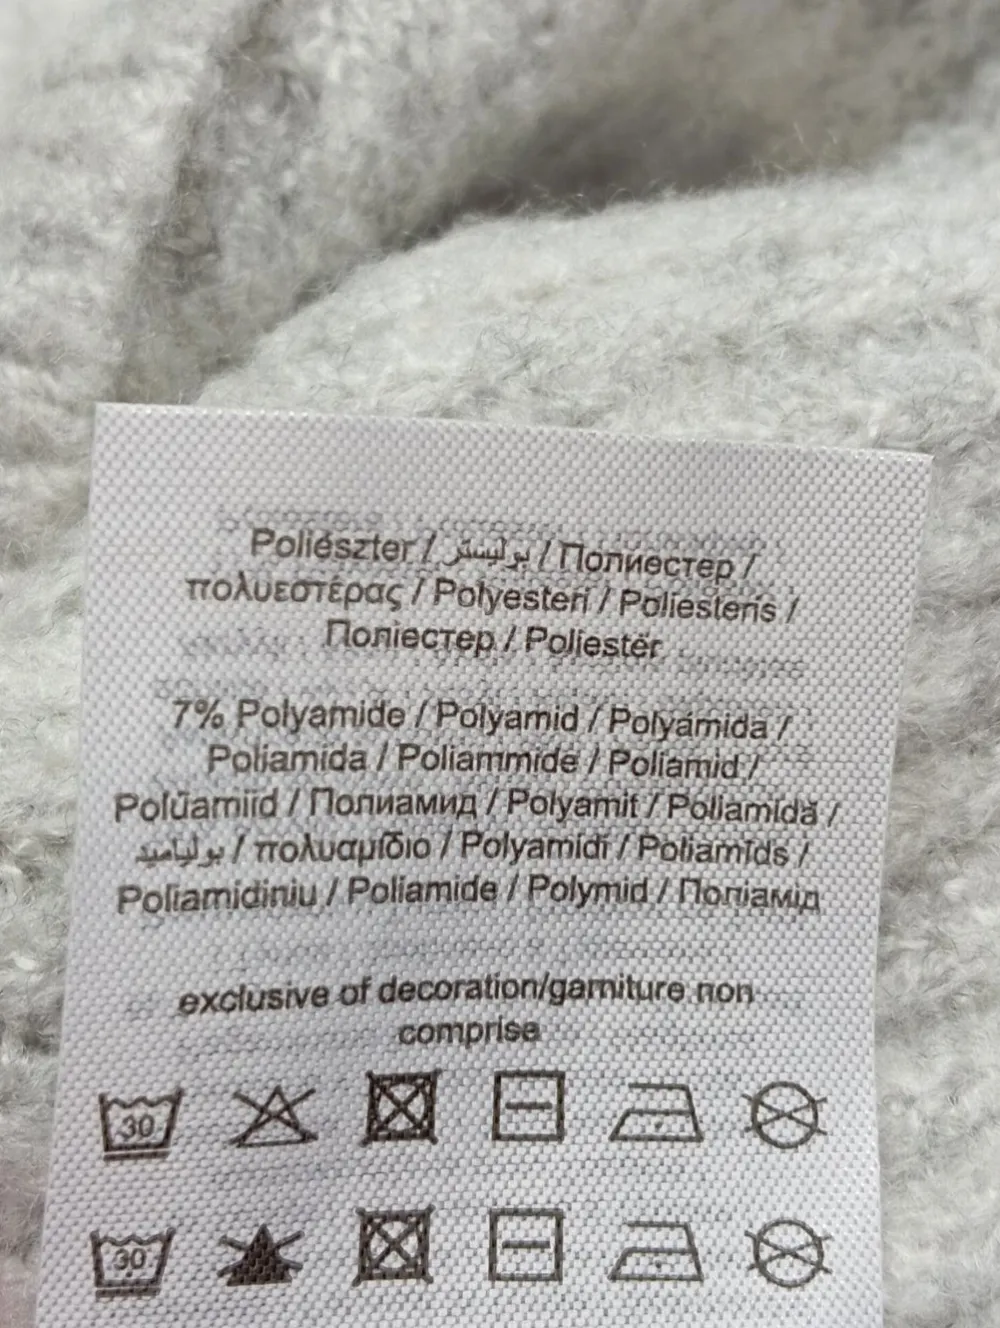 Poliészter / بوليستر / Полиестер /
πολυεστέρας / Polyesteri / Poliesteris /
Поліестер / Poliestër
7% Polyamide / Polyamid / Polyamida /
Poliamida / Poliammide / Poliamid /
Polüamiid / Полиамид / Polyamit / Poliamidă /
بولياميد / πολυαμίδιο / Polyamidi / Poliamīds /
Poliamidiniu / Poliamide / Polymid / Поліамід
exclusive of decoration/garniture non
comprise
30
30